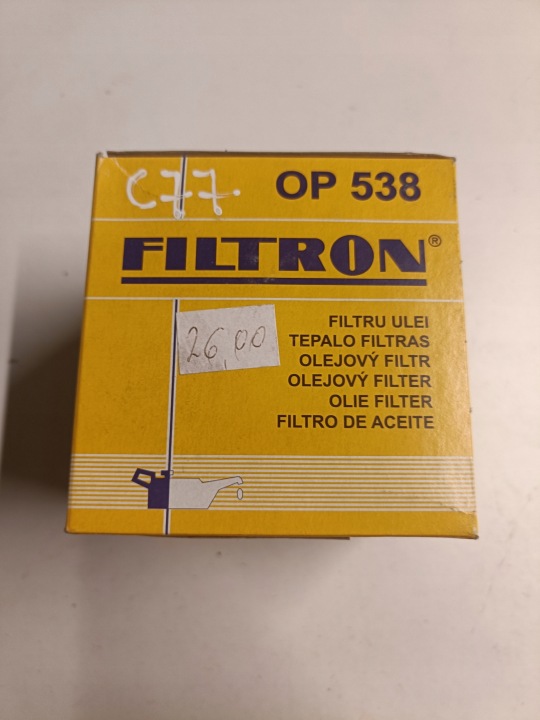 C77.
OP 538
FILTRON®
26,00
FILTRU ULEI
TEPALO FILTRAS
OLEJOVÝ FILTR
OLEJOVÝ FILTER
OLIE FILTER
FILTRO DE ACEITE